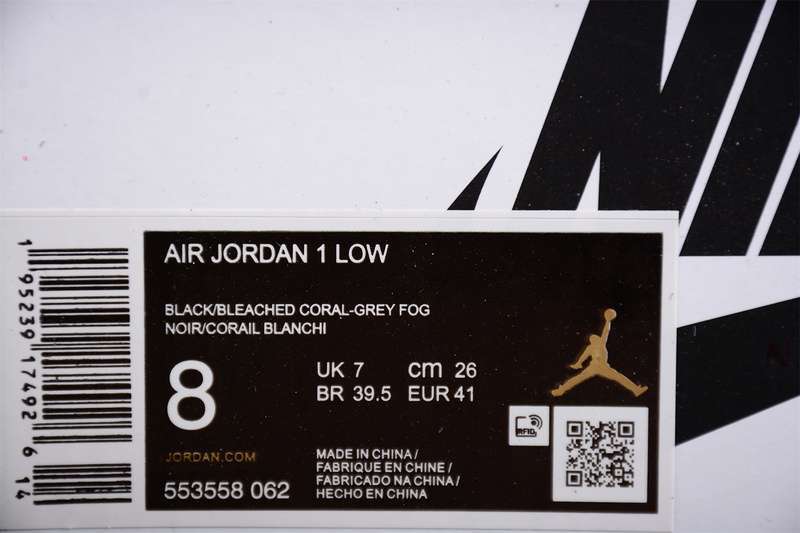 AIR JORDAN 1 LOW
BLACK/BLEACHED CORAL-GREY FOG
NOIR/CORAIL BLANCHI
8
UK 7 cm 26
BR 39.5 EUR 41
RFID
JORDAN.COM
553558 062
MADE IN CHINA /
FABRIQUE EN CHINE /
FABRICADO NA CHINA /
HECHO EN CHINA
1 95239 17492 6 14